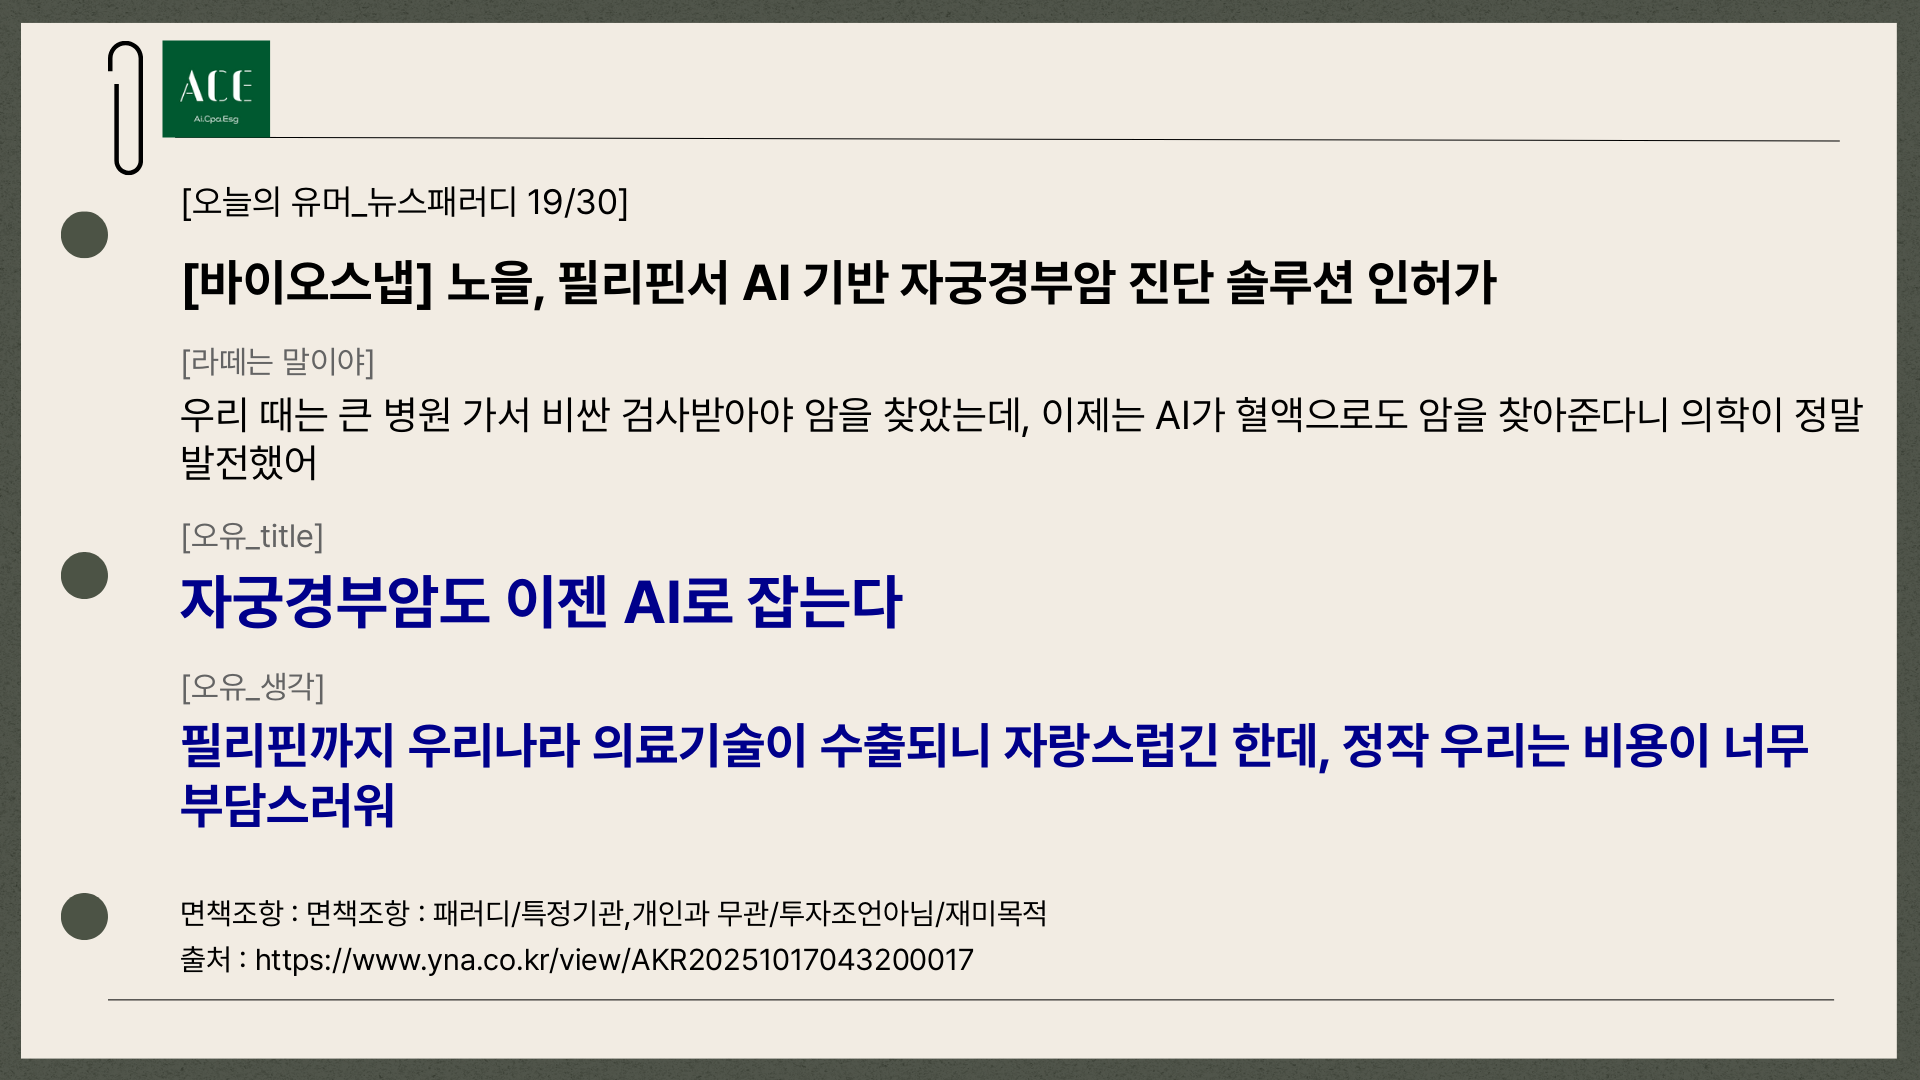 ACE
Ai.Cpa.Esg
[오늘의 유머_뉴스패러디 19/30]
[바이오스냅] 노을, 필리핀서 AI 기반 자궁경부암 진단 솔루션 인허가
[라떼는 말이야]
우리 때는 큰 병원 가서 비싼 검사받아야 암을 찾았는데, 이제는 AI가 혈액으로도 암을 찾아준다니 의학이 정말
발전했어
[오유_title]
자궁경부암도 이젠 AI로 잡는다
[오유_생각]
필리핀까지 우리나라 의료기술이 수출되니 자랑스럽긴 한데, 정작 우리는 비용이 너무
부담스러워
면책조항 : 면책조항 : 패러디/특정기관,개인과 무관/투자조언아님/재미목적
출처 : https://www.yna.co.kr/view/AKR20251017043200017